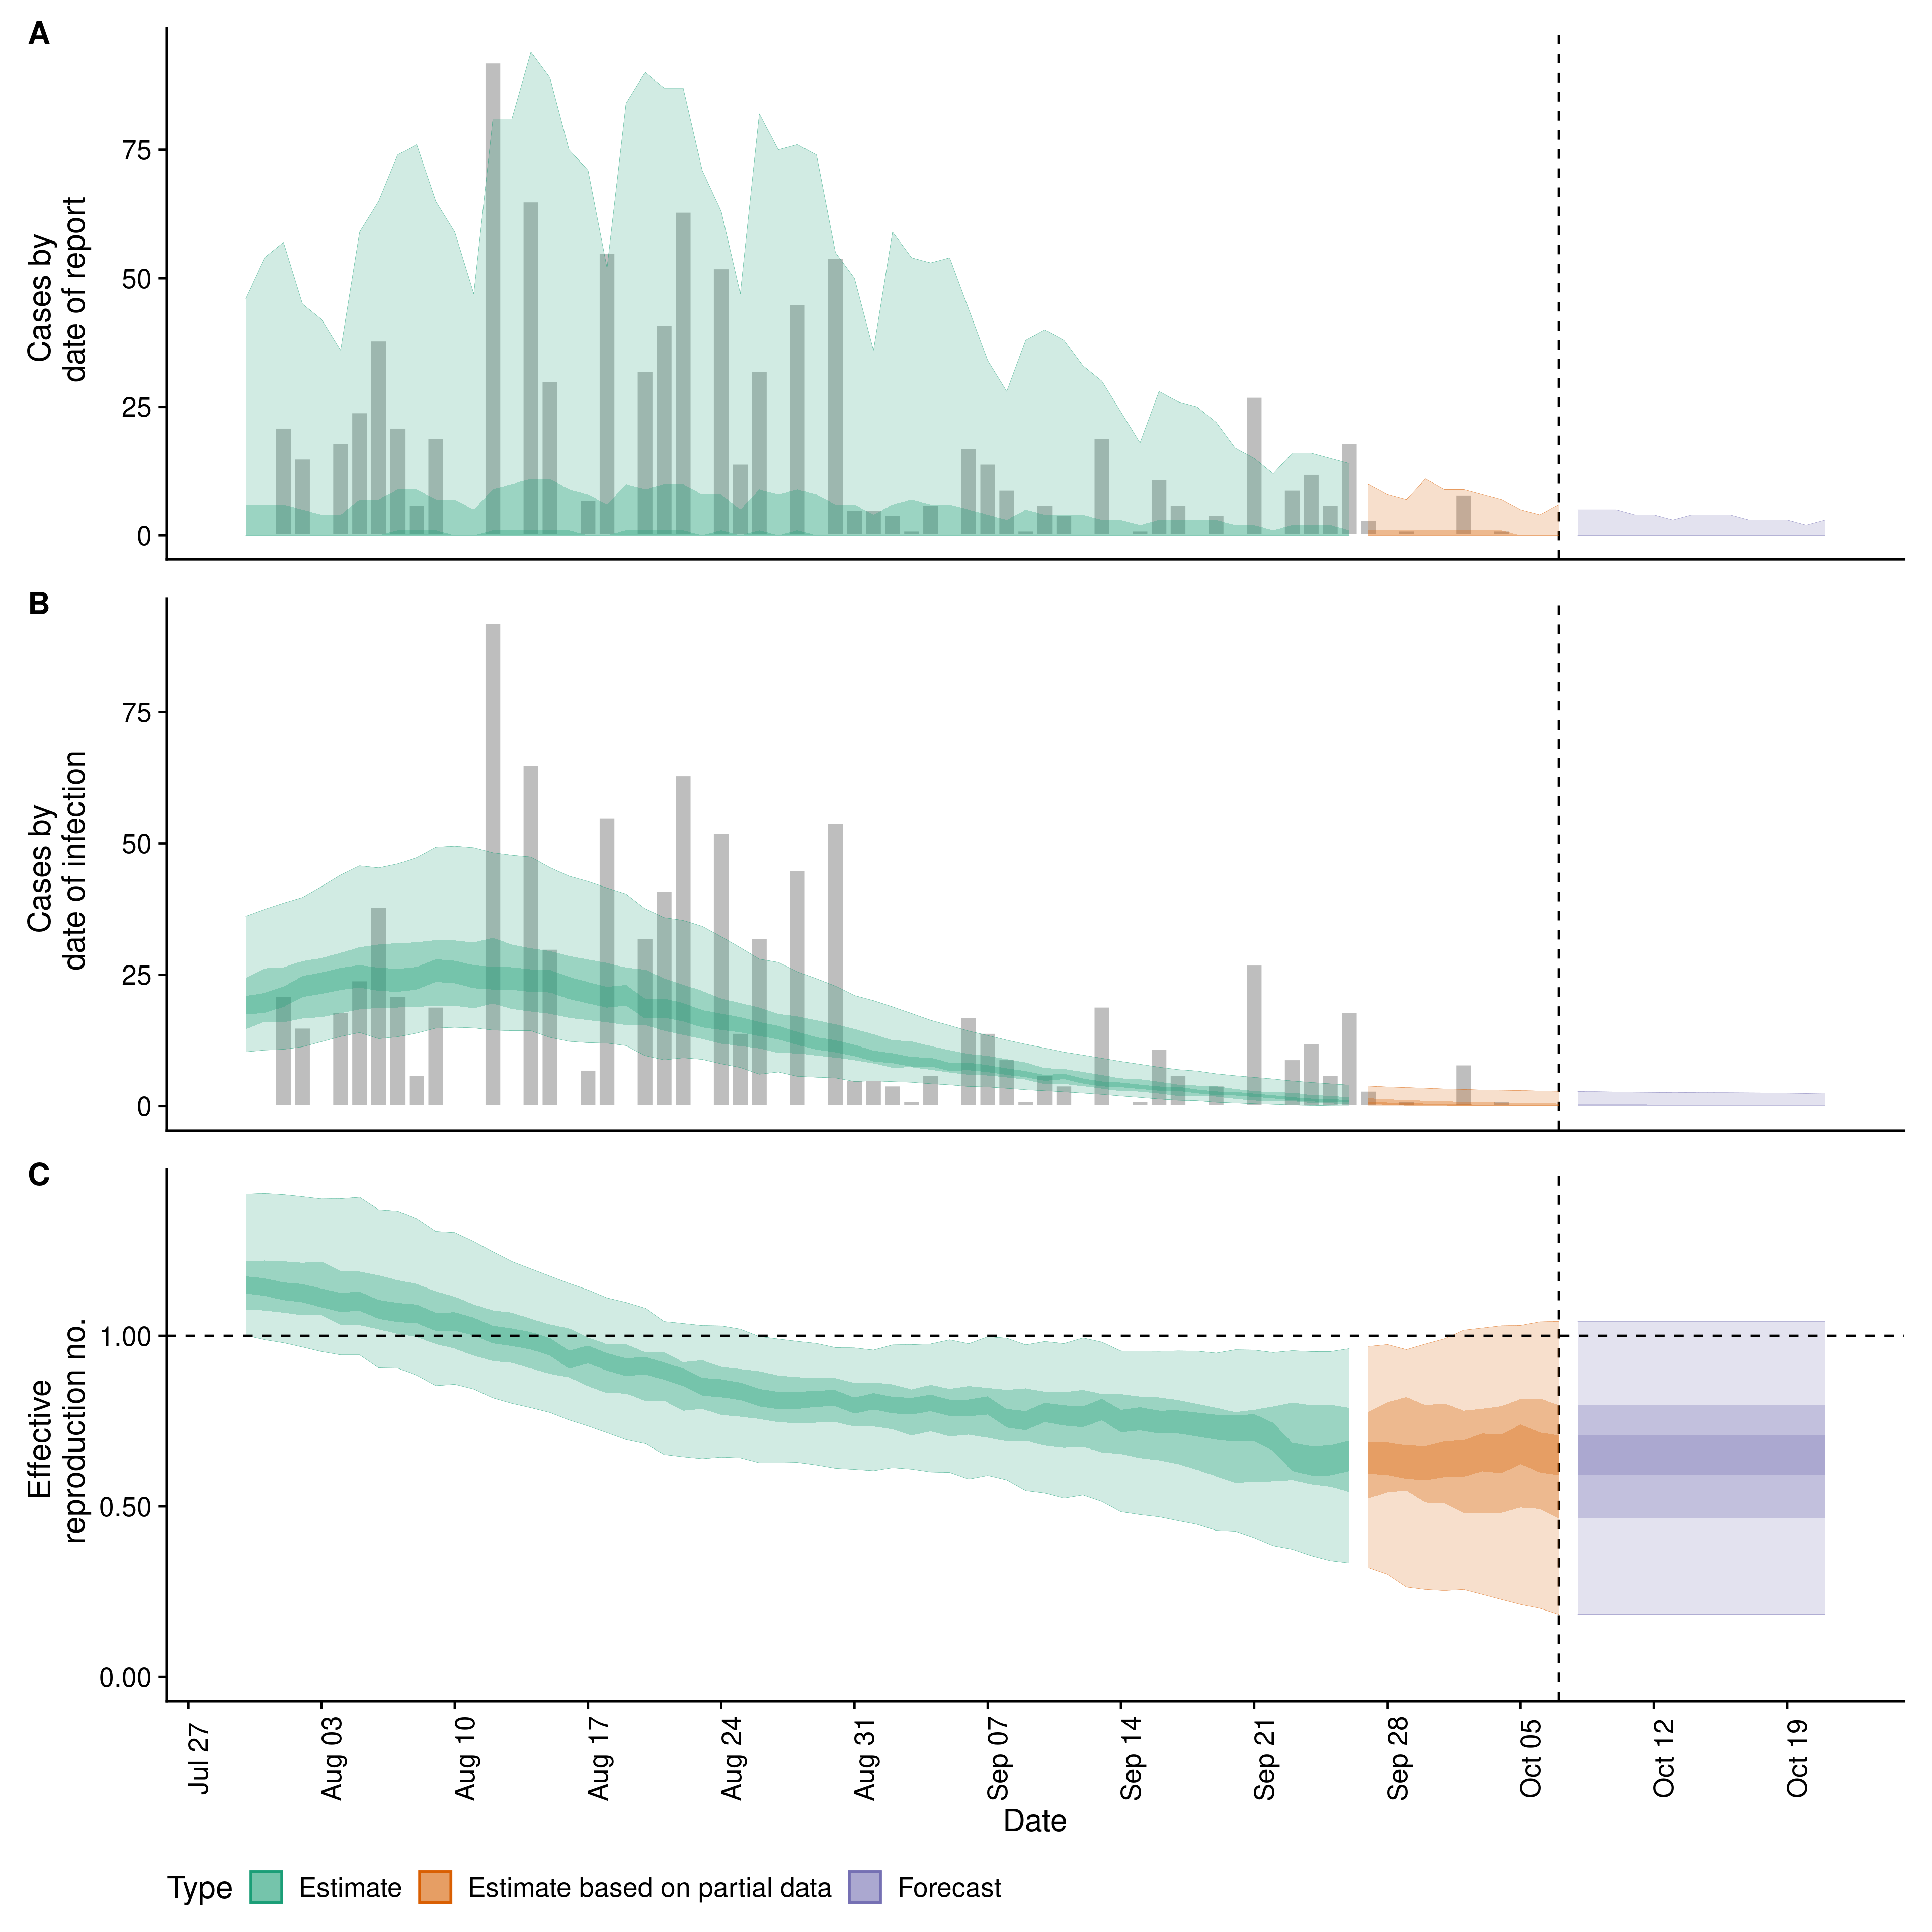 A
Cases by
date of report
75
50
25
0
B
Cases by
date of infection
75
50
25
0
C
Effective
reproduction no.
1.00
0.50
0.00
Jul 27
Aug 03
Aug 10
Aug 17
Aug 24
Aug 31
Sep 07
Sep 14
Sep 21
Sep 28
Oct 05
Oct 12
Oct 19
Date
Type Estimate Estimate based on partial data Forecast